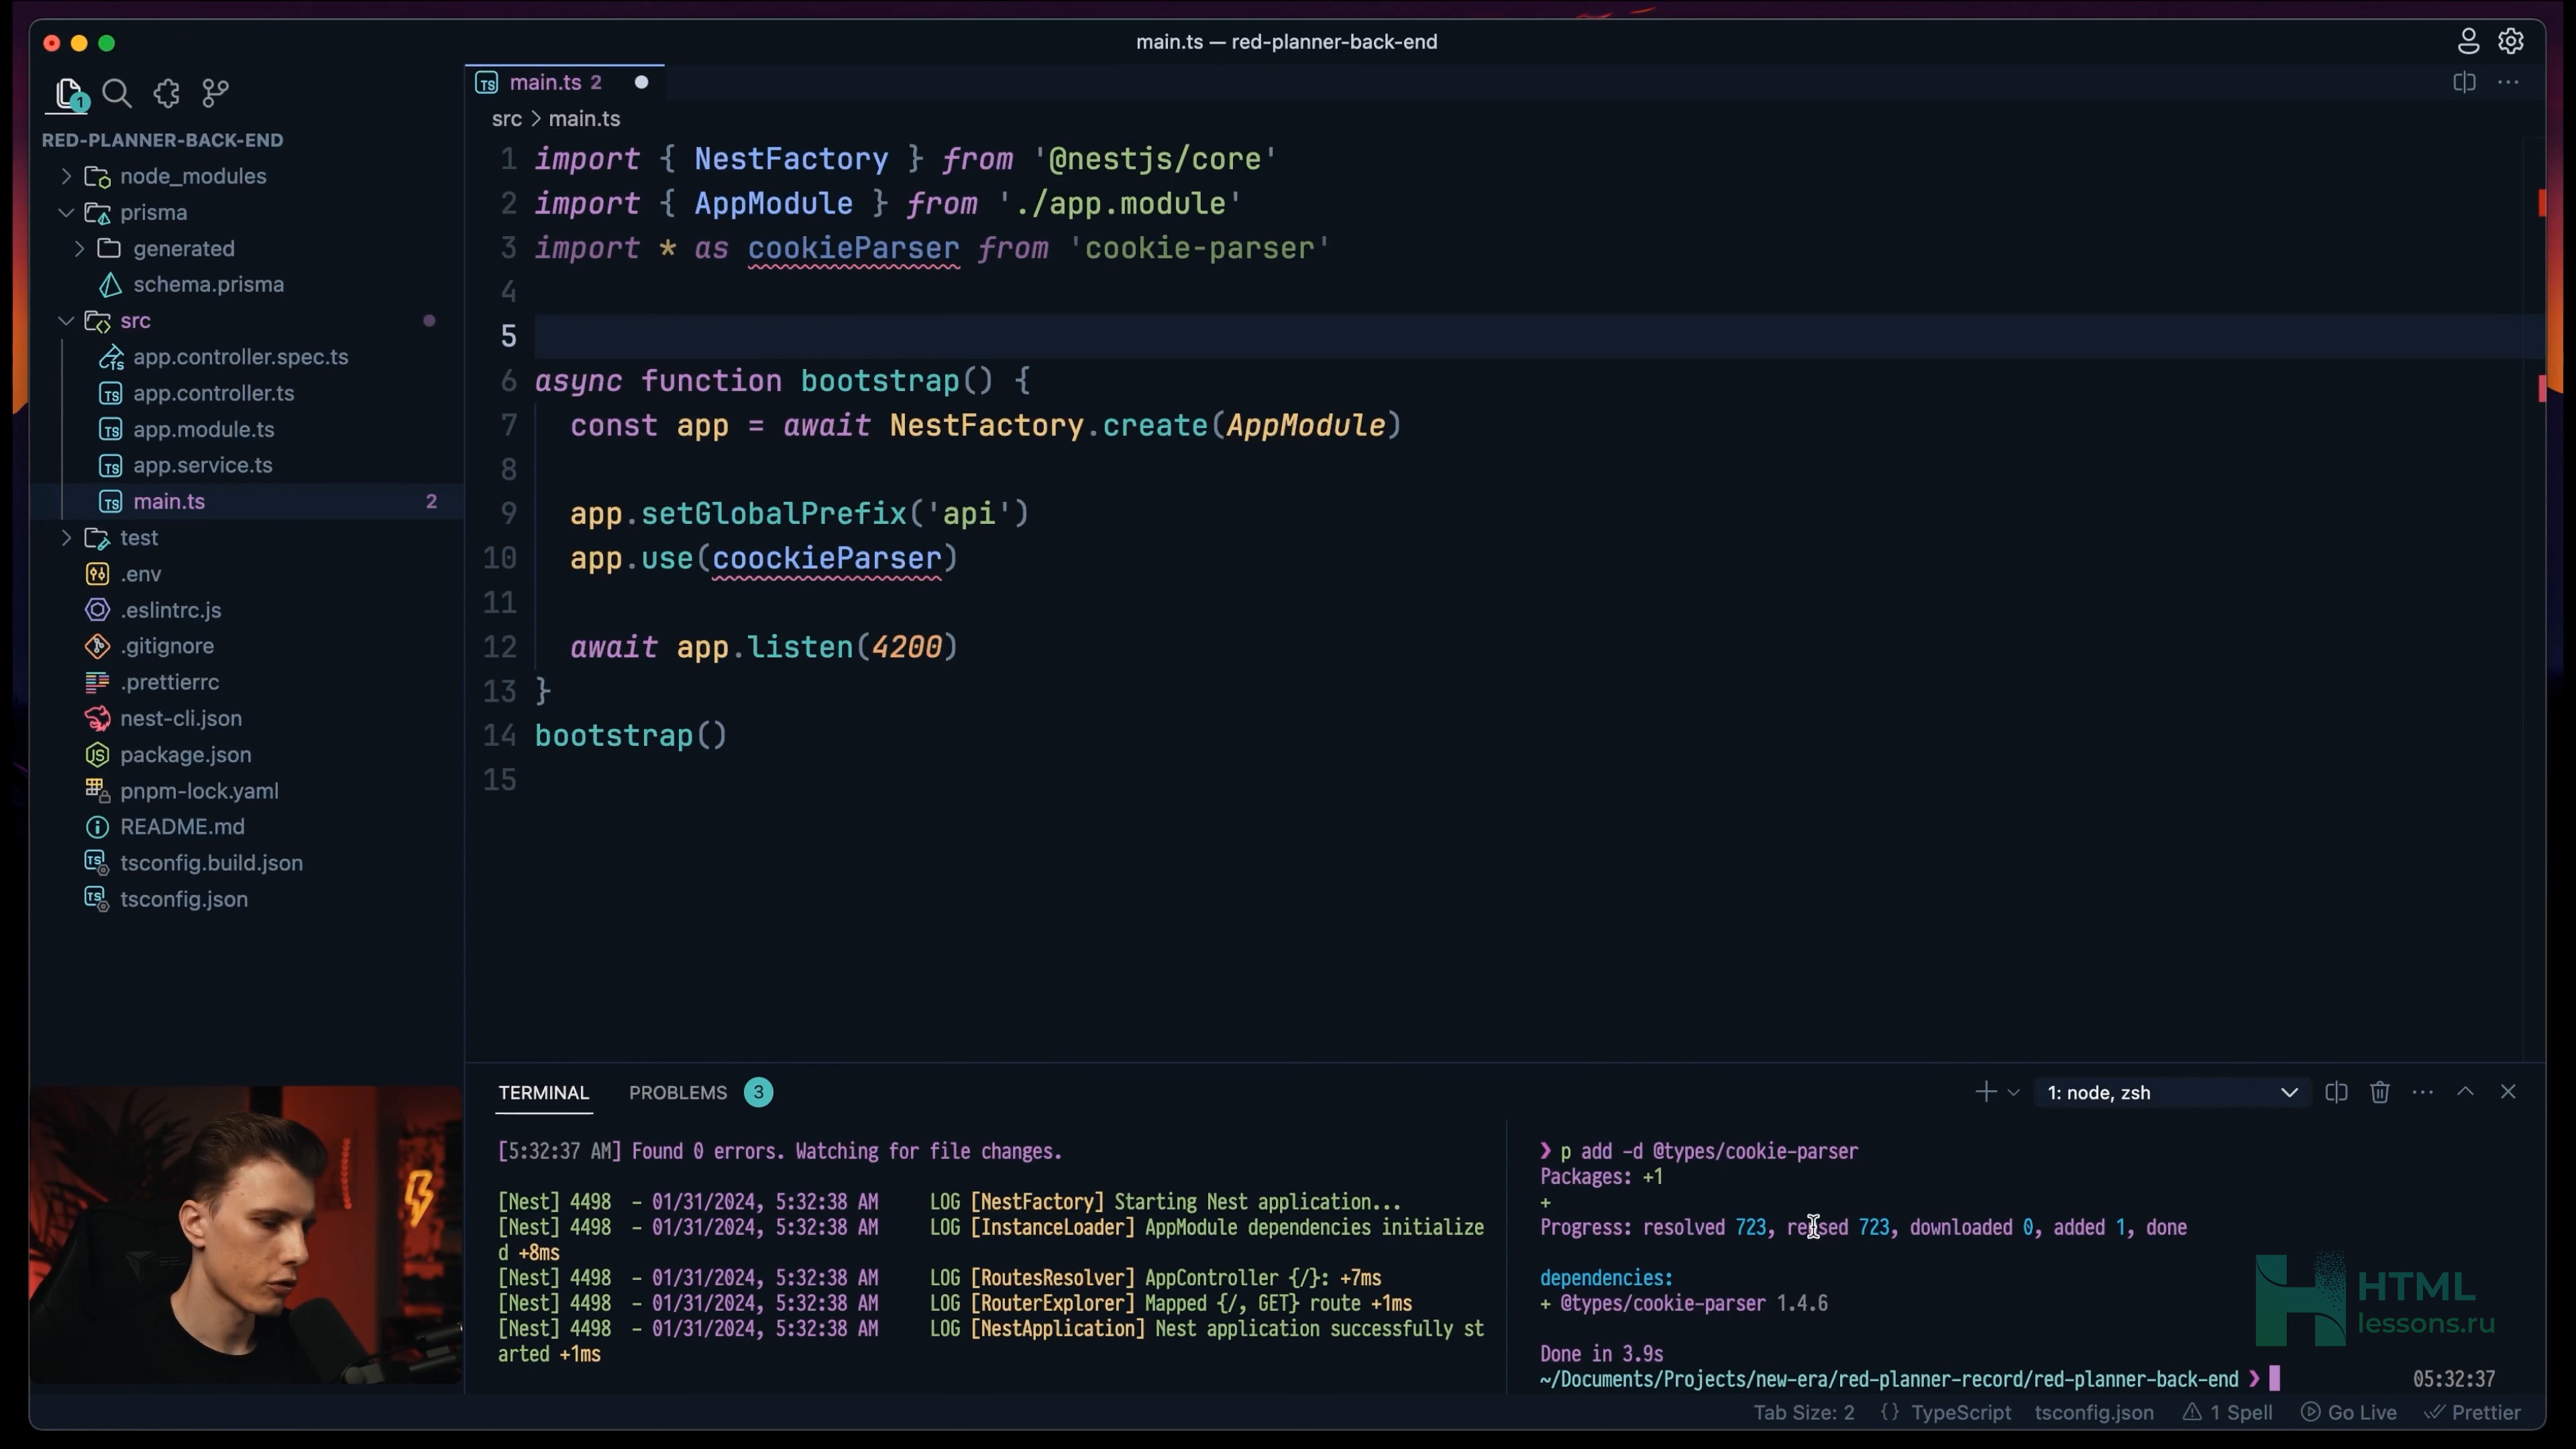 main.ts — red-planner-back-end
1
RED-PLANNER-BACK-END
node_modules
prisma
generated
schema.prisma
src
app.controller.spec.ts
app.controller.ts
app.module.ts
app.service.ts
main.ts 2
test
.env
.eslintrc.js
.gitignore
.prettierrc
nest-cli.json
package.json
pnpm-lock.yaml
README.md
tsconfig.build.json
tsconfig.json
main.ts 2
src > main.ts
1 import { NestFactory } from '@nestjs/core'
2 import { AppModule } from './app.module'
3 import * as cookieParser from 'cookie-parser'
4
5
6 async function bootstrap() {
7 const app = await NestFactory.create(AppModule)
8
9 app.setGlobalPrefix('api')
10 app.use(coockieParser)
11
12 await app.listen(4200)
13 }
14 bootstrap()
15
TERMINAL PROBLEMS 3
1: node, zsh
[5:32:37 AM] Found 0 errors. Watching for file changes.
[Nest] 4498 - 01/31/2024, 5:32:38 AM LOG [NestFactory] Starting Nest application...
[Nest] 4498 - 01/31/2024, 5:32:38 AM LOG [InstanceLoader] AppModule dependencies initialize
d +8ms
[Nest] 4498 - 01/31/2024, 5:32:38 AM LOG [RoutesResolver] AppController {/}: +7ms
[Nest] 4498 - 01/31/2024, 5:32:38 AM LOG [RouterExplorer] Mapped {/, GET} route +1ms
[Nest] 4498 - 01/31/2024, 5:32:38 AM LOG [NestApplication] Nest application successfully st
arted +1ms
❯ p add -d @types/cookie-parser
Packages: +1
+
Progress: resolved 723, reused 723, downloaded 0, added 1, done
dependencies:
+ @types/cookie-parser 1.4.6
Done in 3.9s
~/Documents/Projects/new-era/red-planner-record/red-planner-back-end ❯
05:32:37
HTML
lessons.ru
Tab Size: 2 {} TypeScript tsconfig.json 1 Spell Go Live Prettier